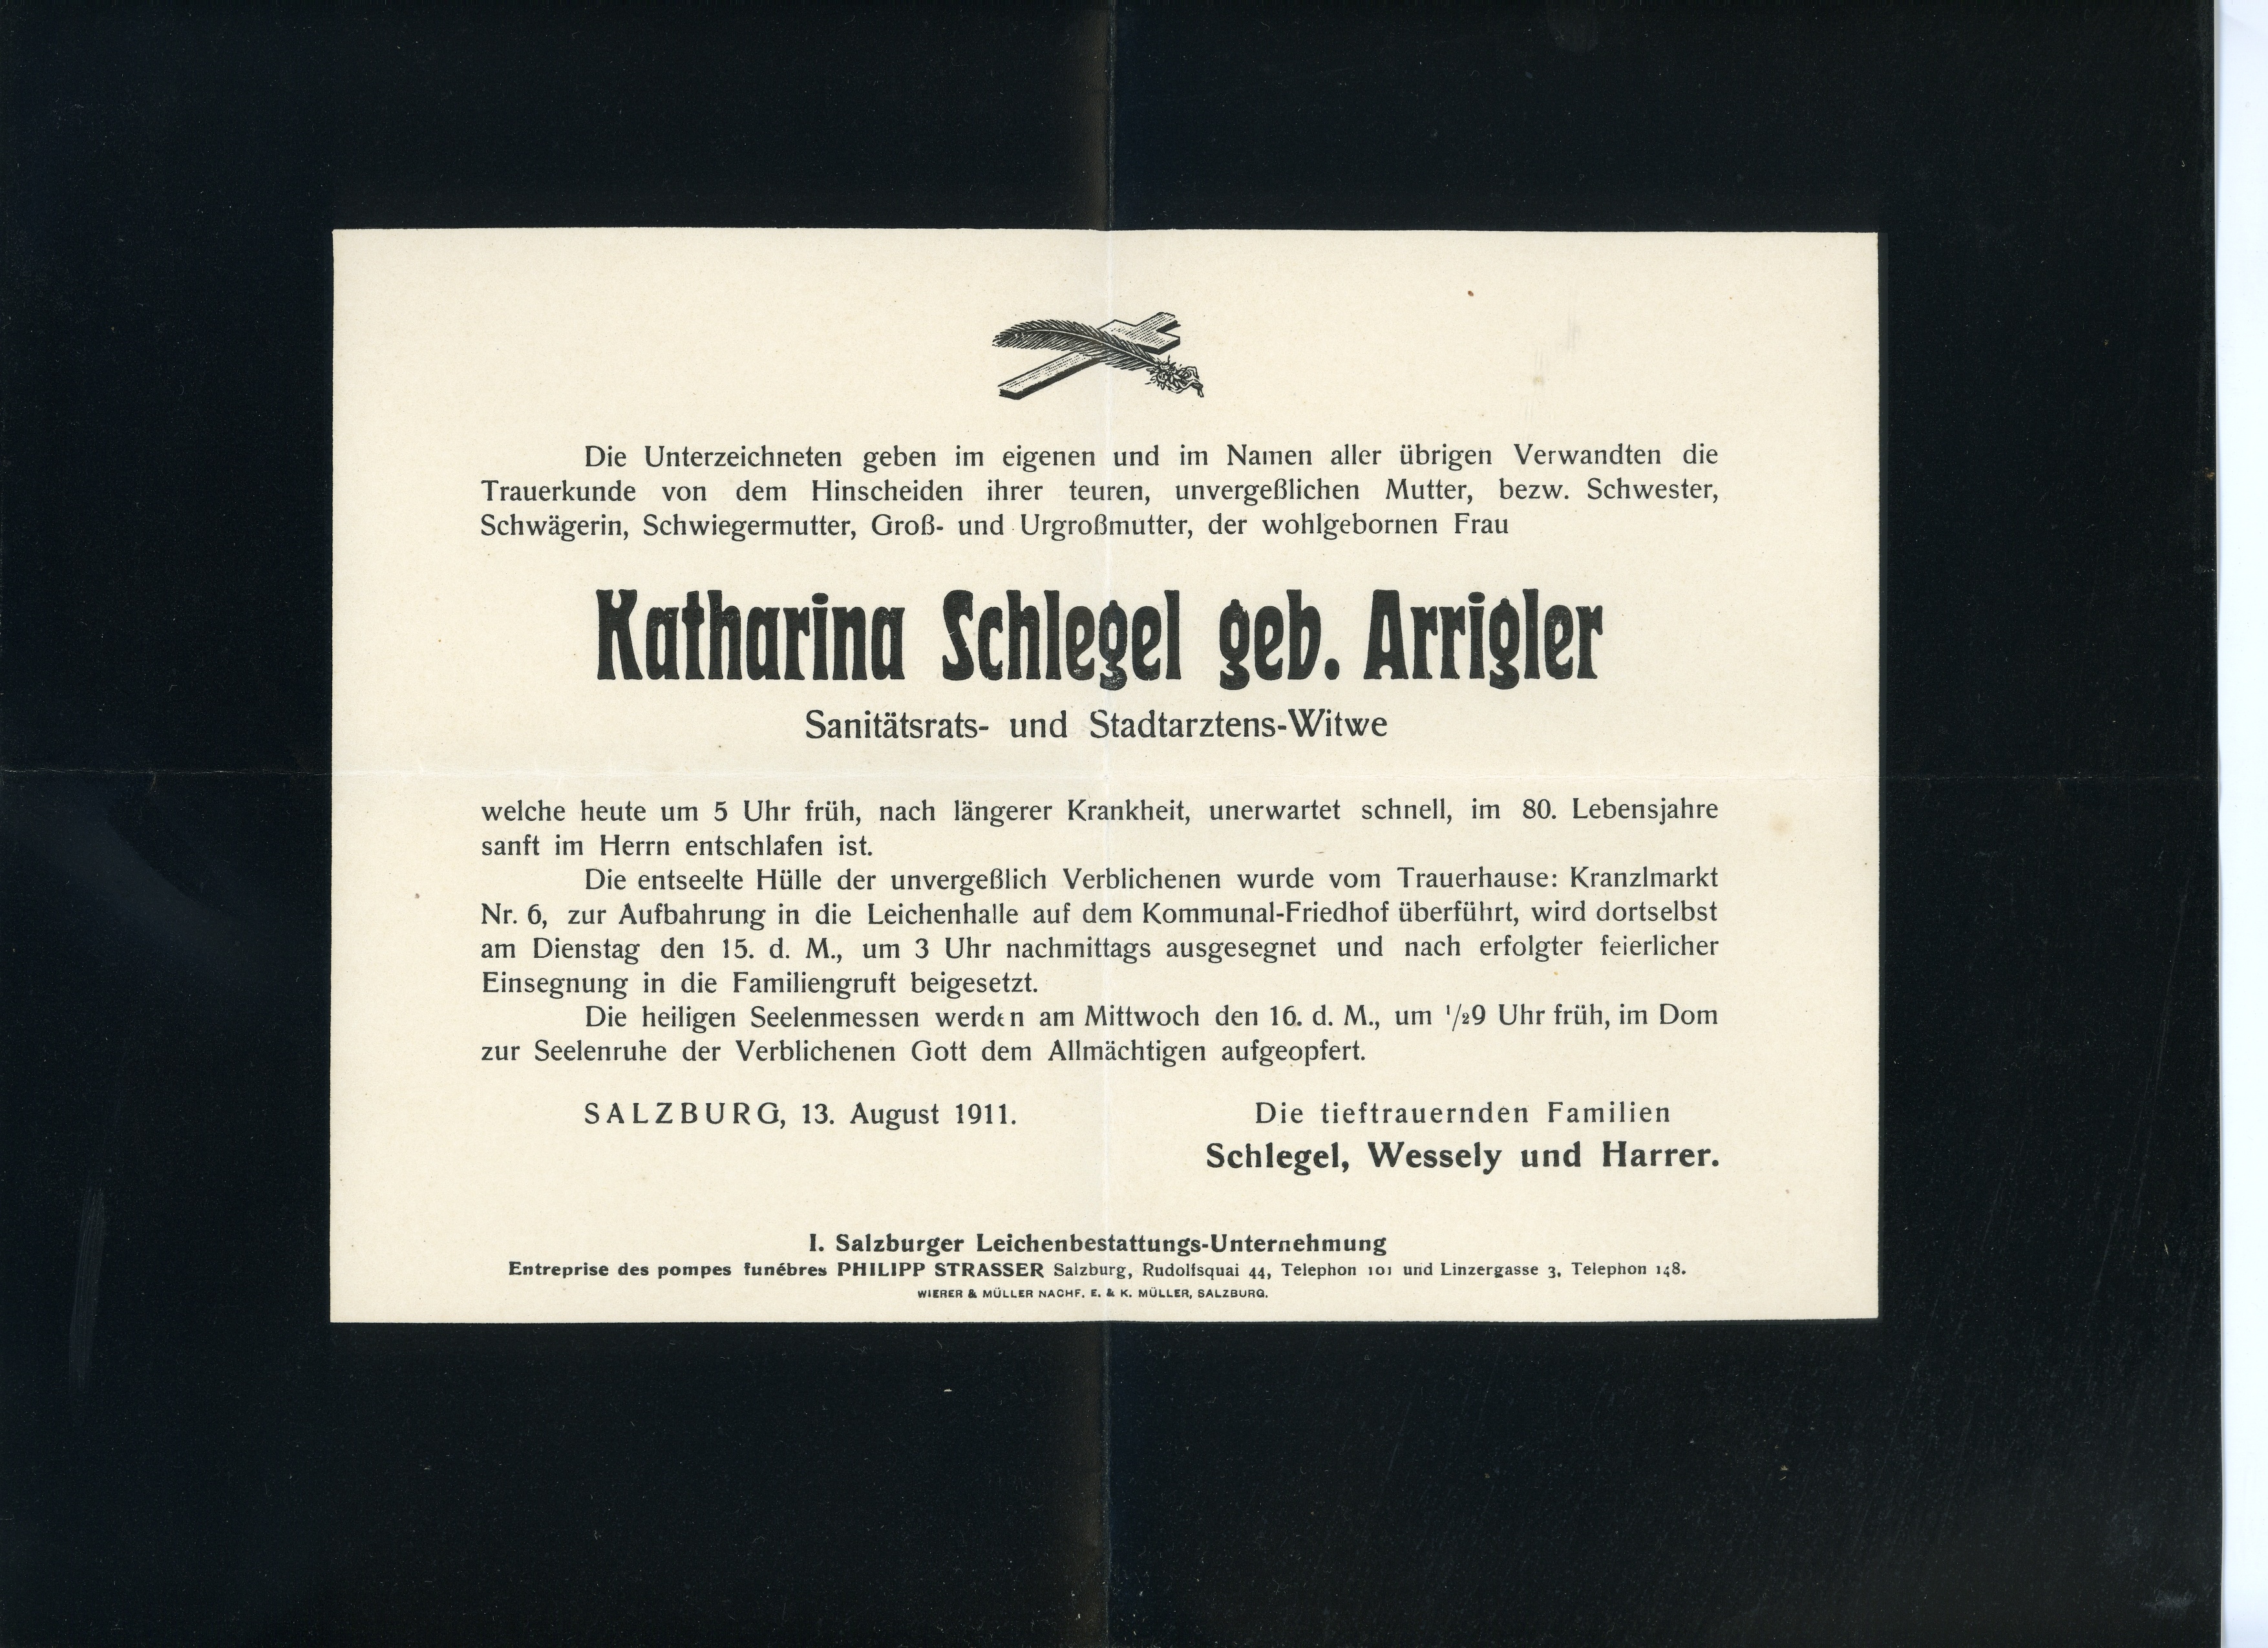 Die Unterzeichneten geben im eigenen und im Namen aller übrigen Verwandten die
Trauerkunde von dem Hinscheiden ihrer teuren, unvergeßlichen Mutter, bezw. Schwester,
Schwägerin, Schwiegermutter, Groß- und Urgroßmutter, der wohlgebornen Frau
Katharina Schlegel geb. Arrigler
Sanitätsrats- und Stadtarztens-Witwe
welche heute um 5 Uhr früh, nach längerer Krankheit, unerwartet schnell, im 80. Lebensjahre
sanft im Herrn entschlafen ist.
Die entseelte Hülle der unvergeßlich Verblichenen wurde vom Trauerhause: Kranzlmarkt
Nr. 6, zur Aufbahrung in die Leichenhalle auf dem Kommunal-Friedhof überführt, wird dortselbst
am Dienstag den 15. d. M., um 3 Uhr nachmittags ausgesegnet und nach erfolgter feierlicher
Einsegnung in die Familiengruft beigesetzt.
Die heiligen Seelenmessen werden am Mittwoch den 16. d. M., um 1/29 Uhr früh, im Dom
zur Seelenruhe der Verblichenen Gott dem Allmächtigen aufgeopfert.
SALZBURG, 13. August 1911.
Die tieftrauernden Familien
Schlegel, Wessely und Harrer.
I. Salzburger Leichenbestattungs-Unternehmung
Entreprise des pompes funébres PHILIPP STRASSER Salzburg, Rudolfsquai 44, Telephon 101 und Linzergasse 3, Telephon 148.
WIERER & MÜLLER NACHF. E. & K. MÜLLER, SALZBURG.